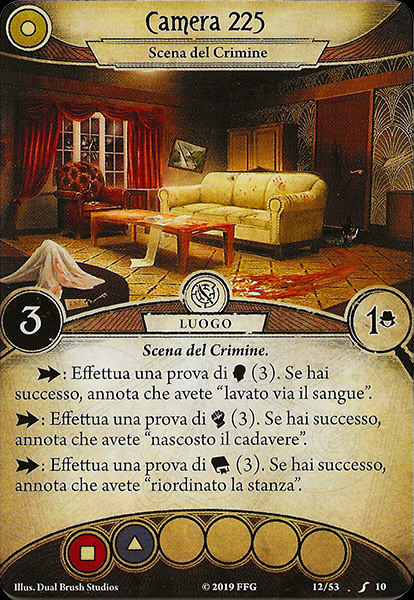 Camera 225
Scena del Crimine
3
LUOGO
1
Scena del Crimine.
: Effettua una prova di (3). Se hai
successo, annota che avete “lavato via il sangue”.
: Effettua una prova di (3). Se hai successo,
annota che avete “nascosto il cadavere”.
: Effettua una prova di (3). Se hai successo,
annota che avete “riordinato la stanza”.
Illus. Dual Brush Studios
© 2019 FFG
12/53
10